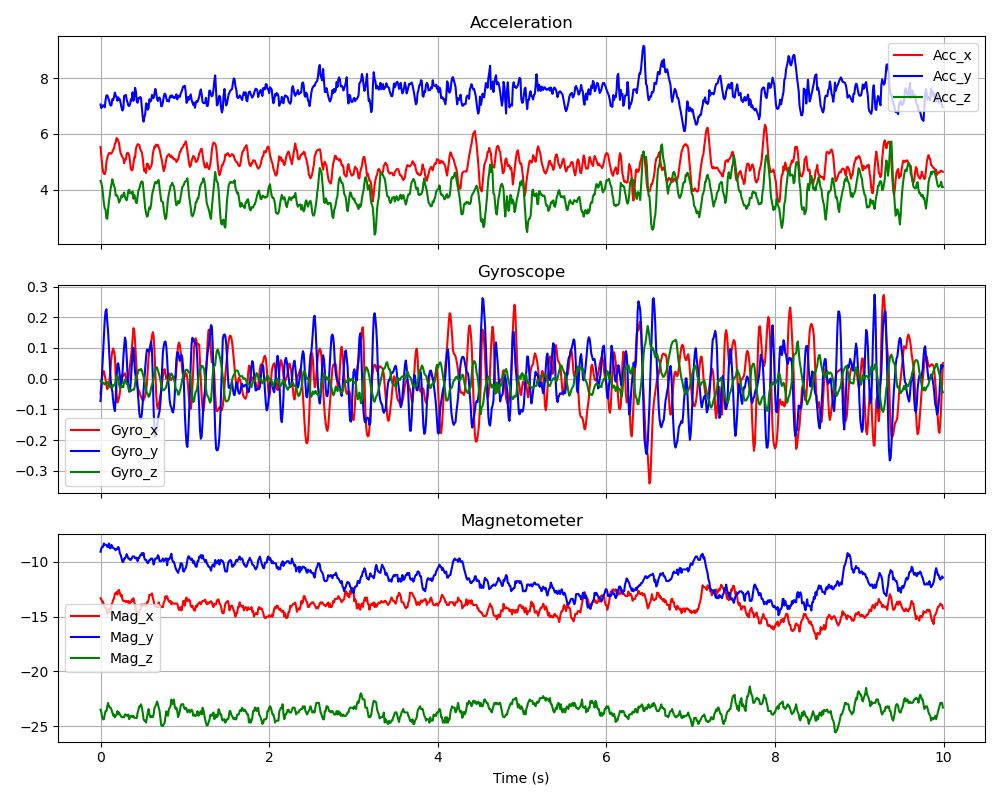 Acceleration
8
6
4
Acc_x
Acc_y
Acc_z
Gyroscope
0.3
0.2
0.1
0.0
−0.1
−0.2
−0.3
Gyro_x
Gyro_y
Gyro_z
Magnetometer
−10
−15
−20
−25
Mag_x
Mag_y
Mag_z
0 2 4 6 8 10
Time (s)